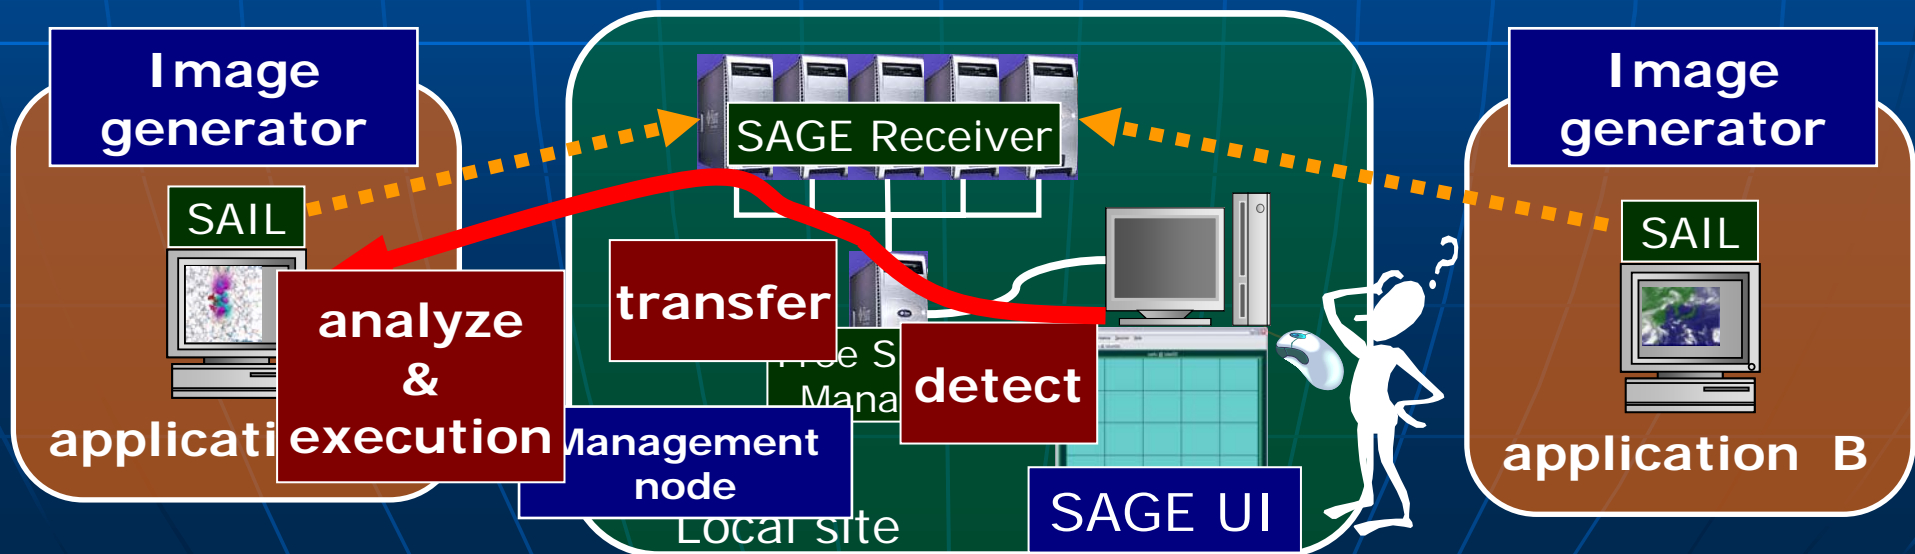 Image
generator
SAIL
analyze
&
execution
applicati
SAGE Receiver
transfer
detect
Mana
Management
node
Local site
SAGE UI
Image
generator
SAIL
application B